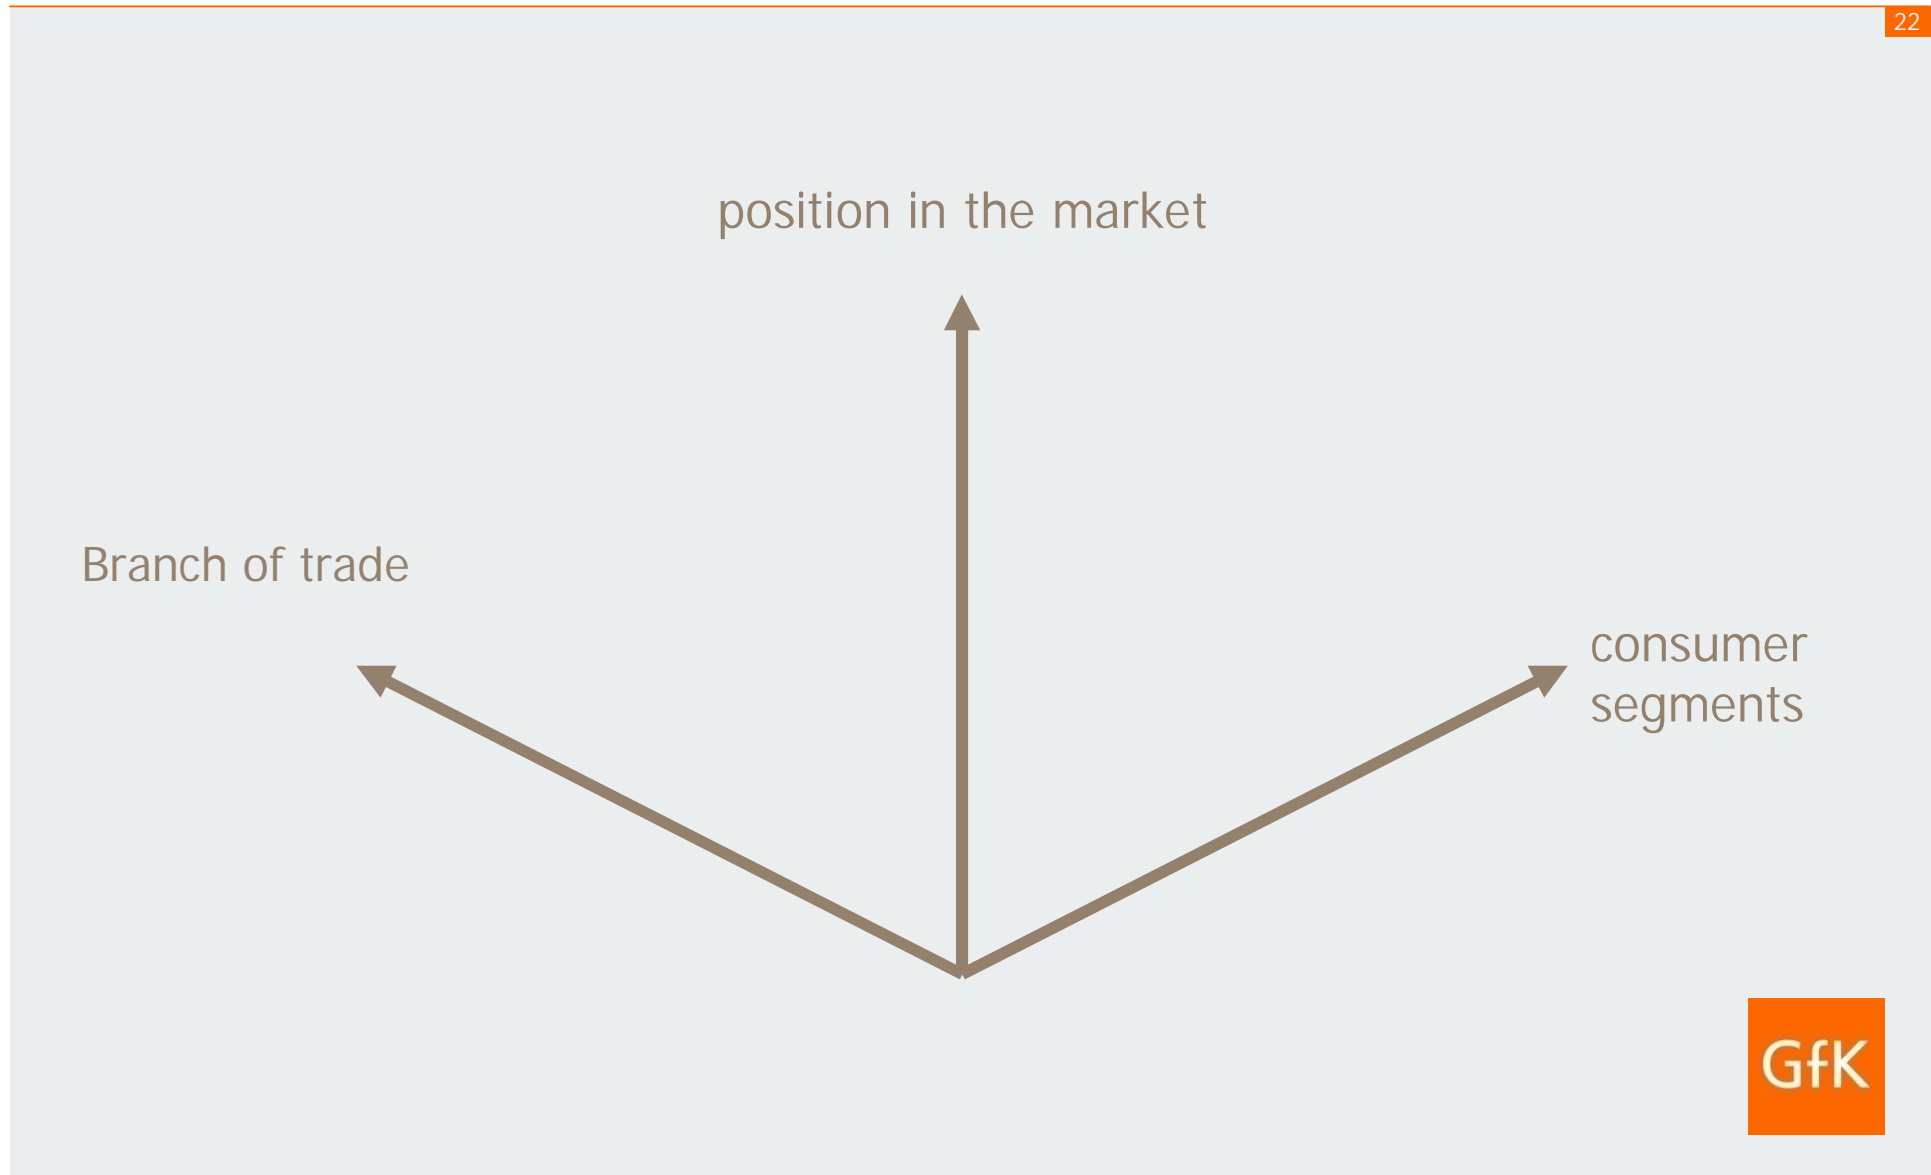 22
position in the market
Branch of trade
consumer
segments
GfK